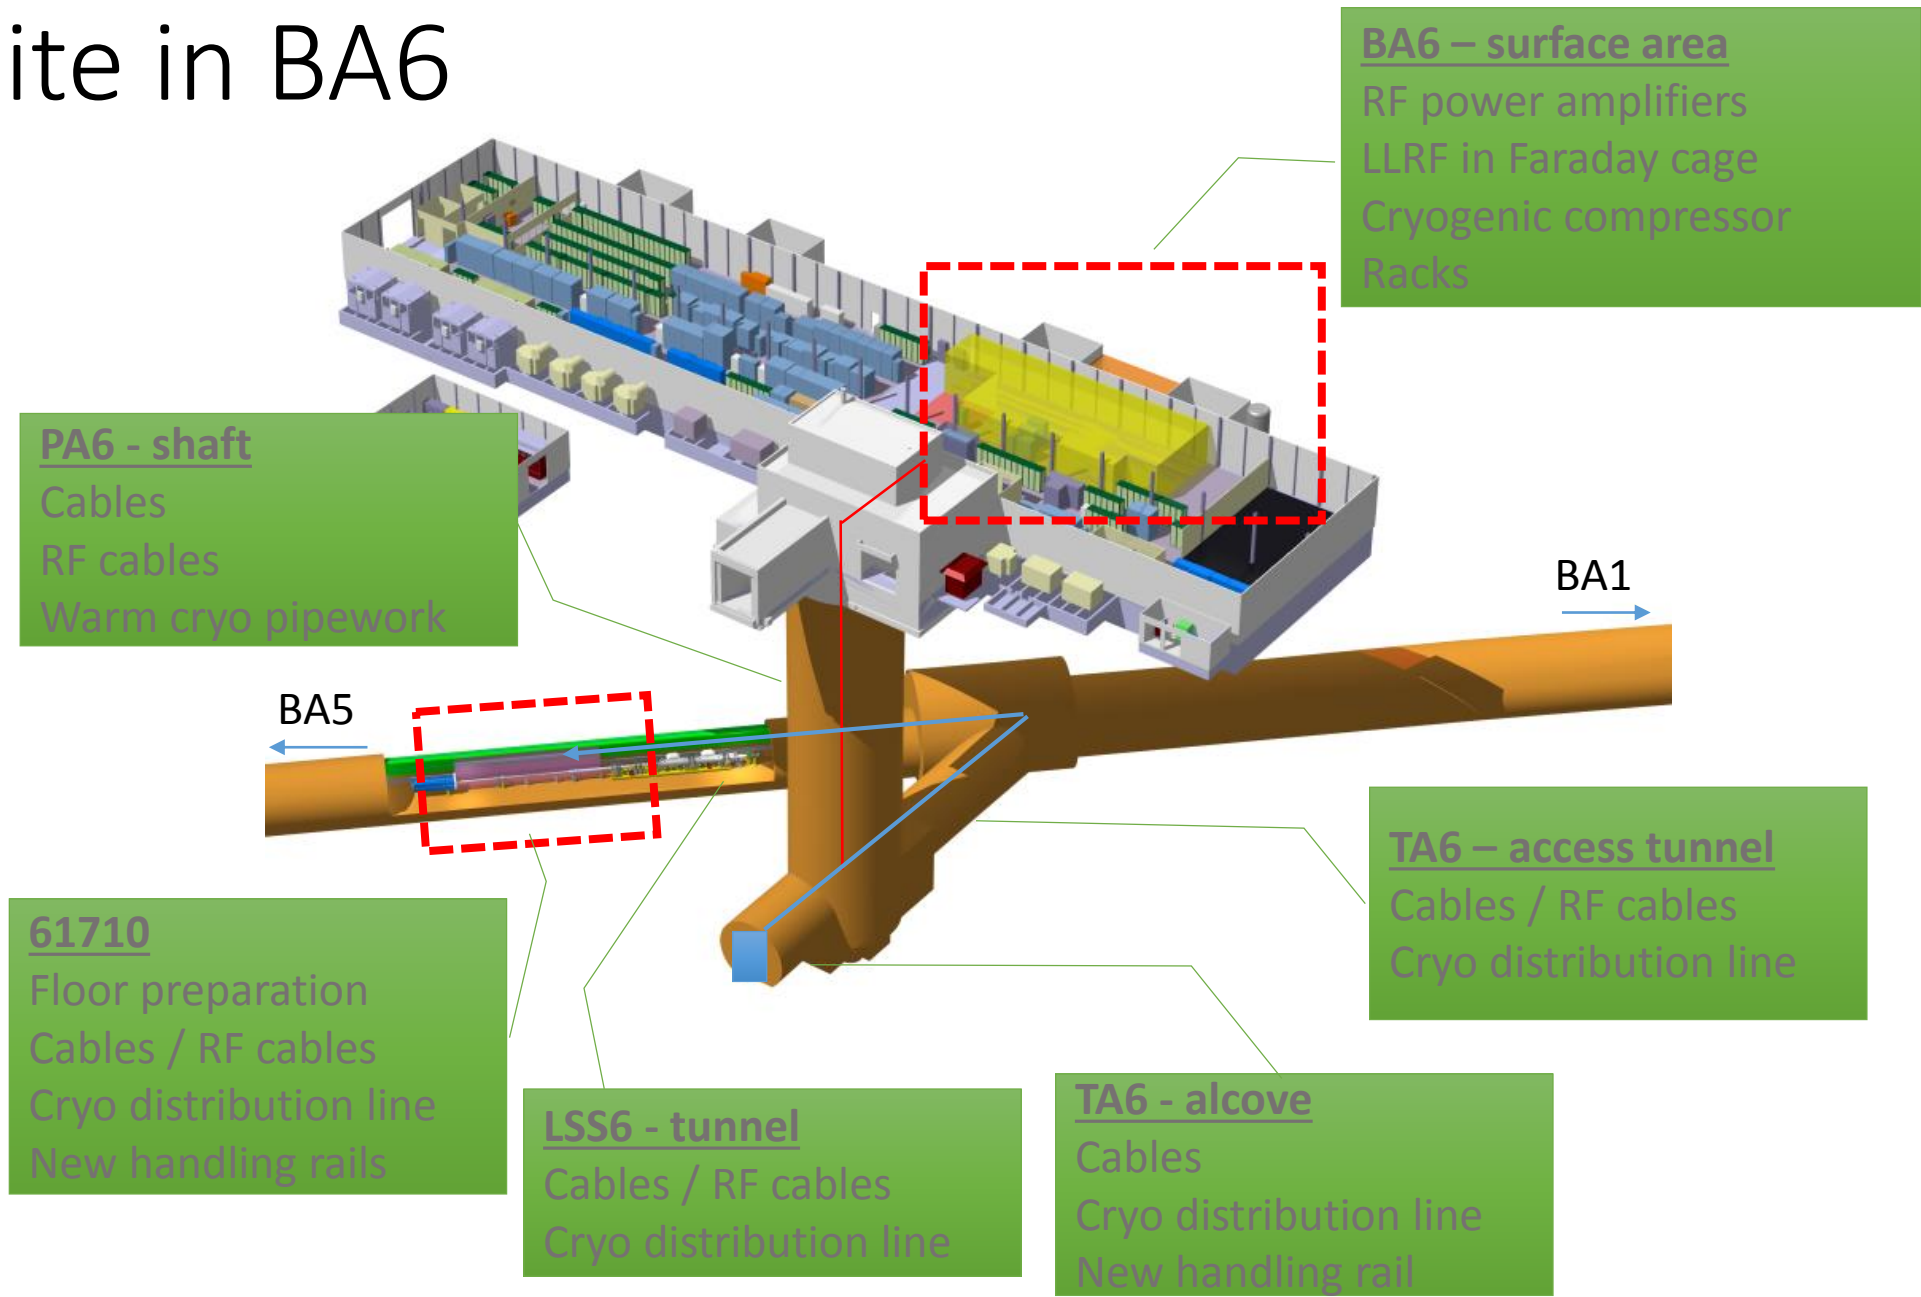 ite in BA6
BA6 – surface area
RF power amplifiers
LLRF in Faraday cage
Cryogenic compressor
Racks
PA6 - shaft
Cables
RF cables
Warm cryo pipework
BA1
BA5
TA6 – access tunnel
Cables / RF cables
Cryo distribution line
61710
Floor preparation
Cables / RF cables
Cryo distribution line
New handling rails
LSS6 - tunnel
Cables / RF cables
Cryo distribution line
TA6 - alcove
Cables
Cryo distribution line
New handling rail